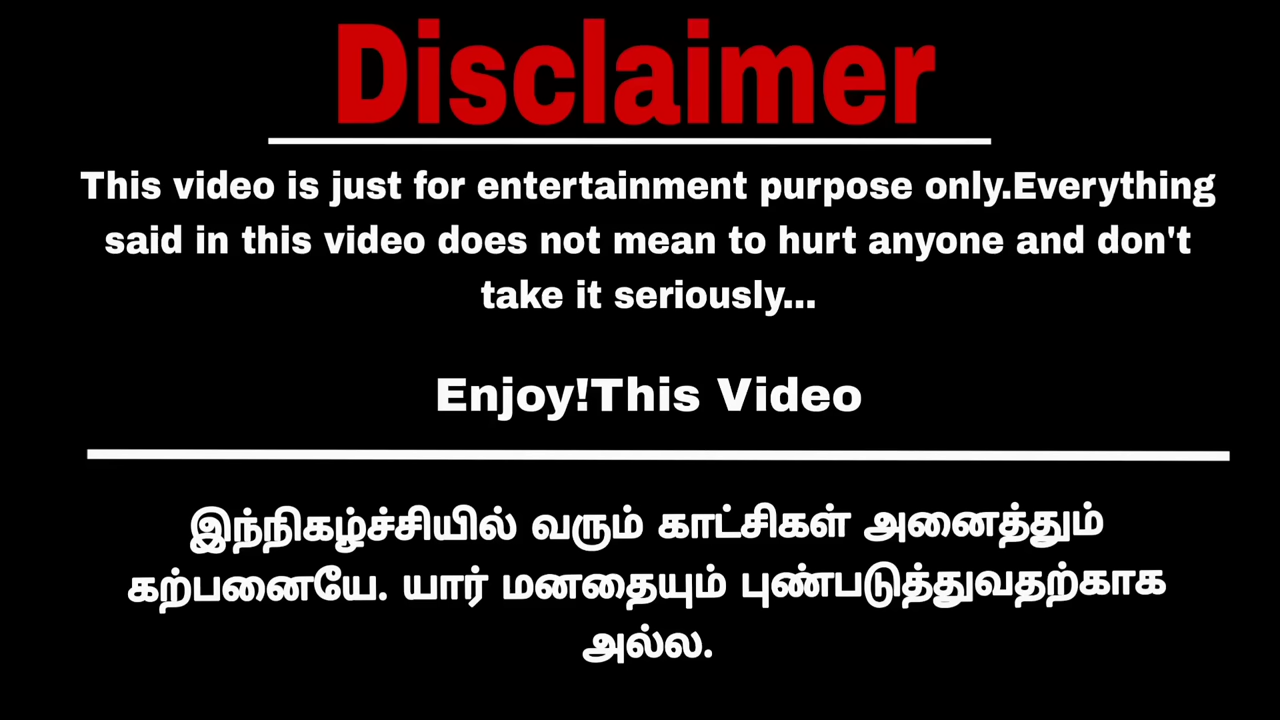 Disclaimer
This video is just for entertainment purpose only.Everything
said in this video does not mean to hurt anyone and don't
take it seriously...
Enjoy!This Video
இந்நிகழ்ச்சியில் வரும் காட்சிகள் அனைத்தும்
கற்பனையே. யார் மனதையும் புண்படுத்துவதற்காக
அல்ல.